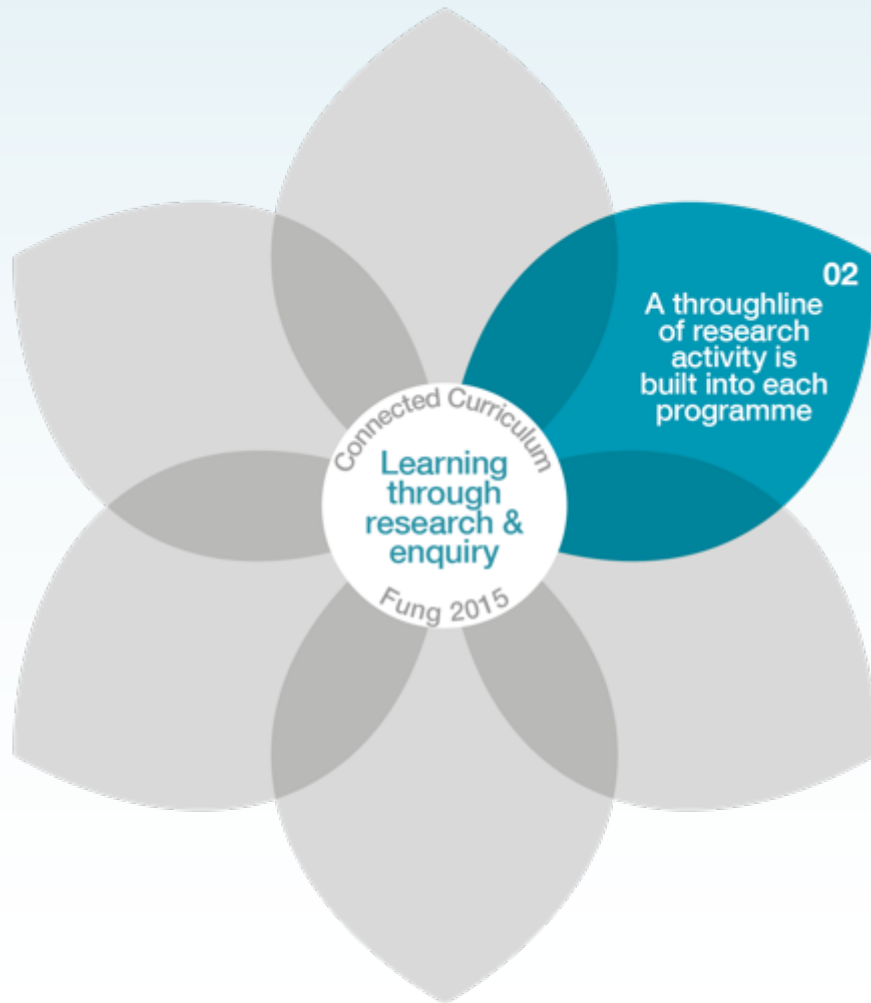 02
A throughline
of research
activity is
built into each
programme
Connected Curriculum
Learning
through
research &
enquiry
Fung 2015